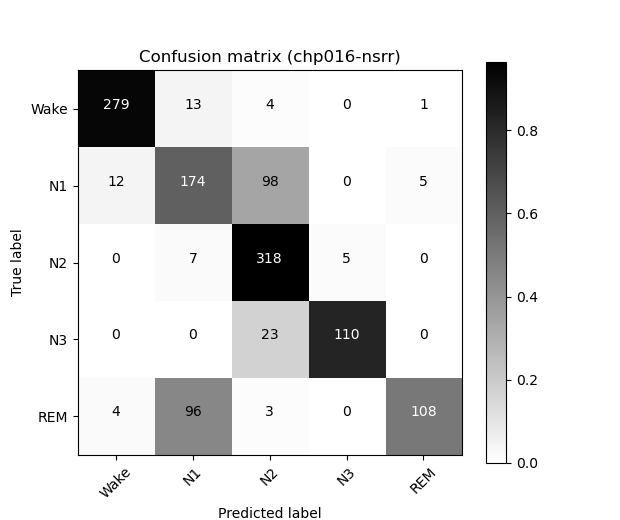 Confusion matrix (chp016-nsrr)
Wake 279 13 4 0 1
N1 12 174 98 0 5
N2 0 7 318 5 0
N3 0 0 23 110 0
REM 4 96 3 0 108
Wake N1 N2 N3 REM
Predicted label
True label
0.8
0.6
0.4
0.2
0.0